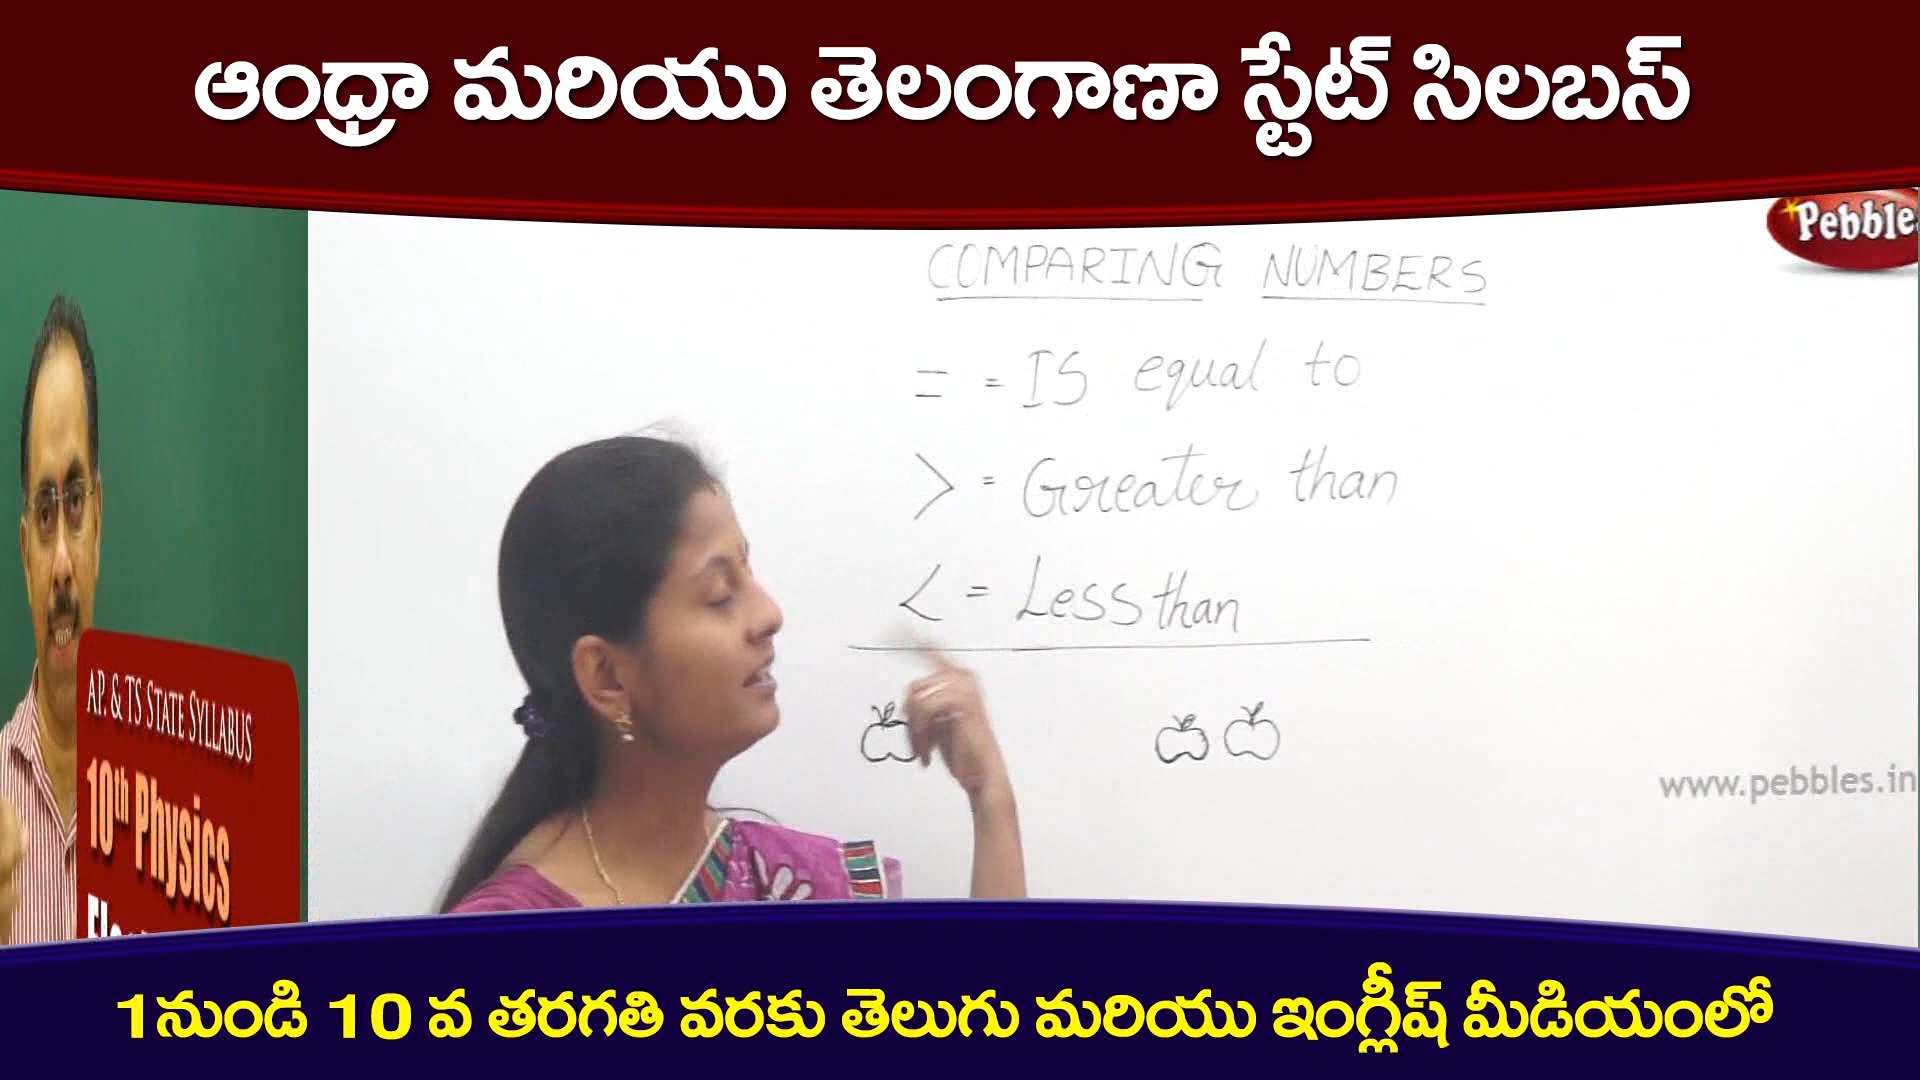 ఆంధ్రా మరియు తెలంగాణా స్టేట్ సిలబస్
Pebble
COMPARING NUMBERS
= = IS equal to
> = Greater than
< = Less than
www.pebbles.in
AP. & TS STATE SYLLABUS
10th Physics
1నుండి 10 వ తరగతి వరకు తెలుగు మరియు ఇంగ్లీష్ మీడియంలో